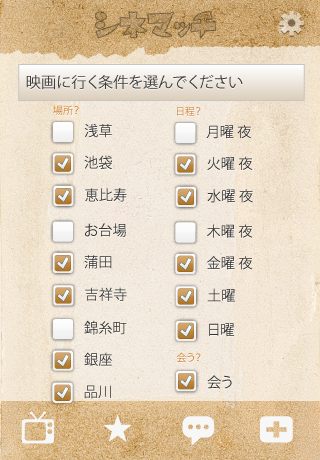 シネマッチ
映画に行く条件を選んでください
場所?
浅草
池袋
恵比寿
お台場
蒲田
吉祥寺
錦糸町
銀座
品川
日程?
月曜 夜
火曜 夜
水曜 夜
木曜 夜
金曜 夜
土曜
日曜
会う?
会う